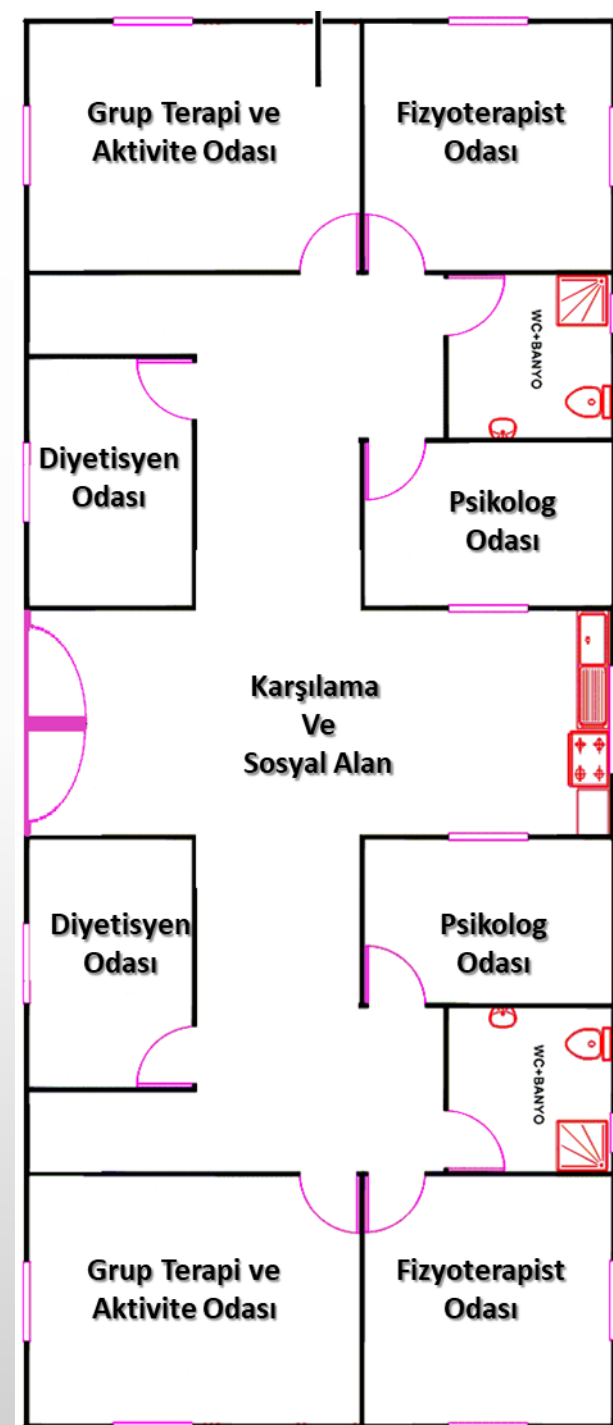 Grup Terapi ve
Aktivite Odası
Fizyoterapist
Odası
WC+BANYO
Diyetisyen
Odası
Psikolog
Odası
Karşılama
Ve
Sosyal Alan
Diyetisyen
Odası
Psikolog
Odası
WC+BANYO
Grup Terapi ve
Aktivite Odası
Fizyoterapist
Odası